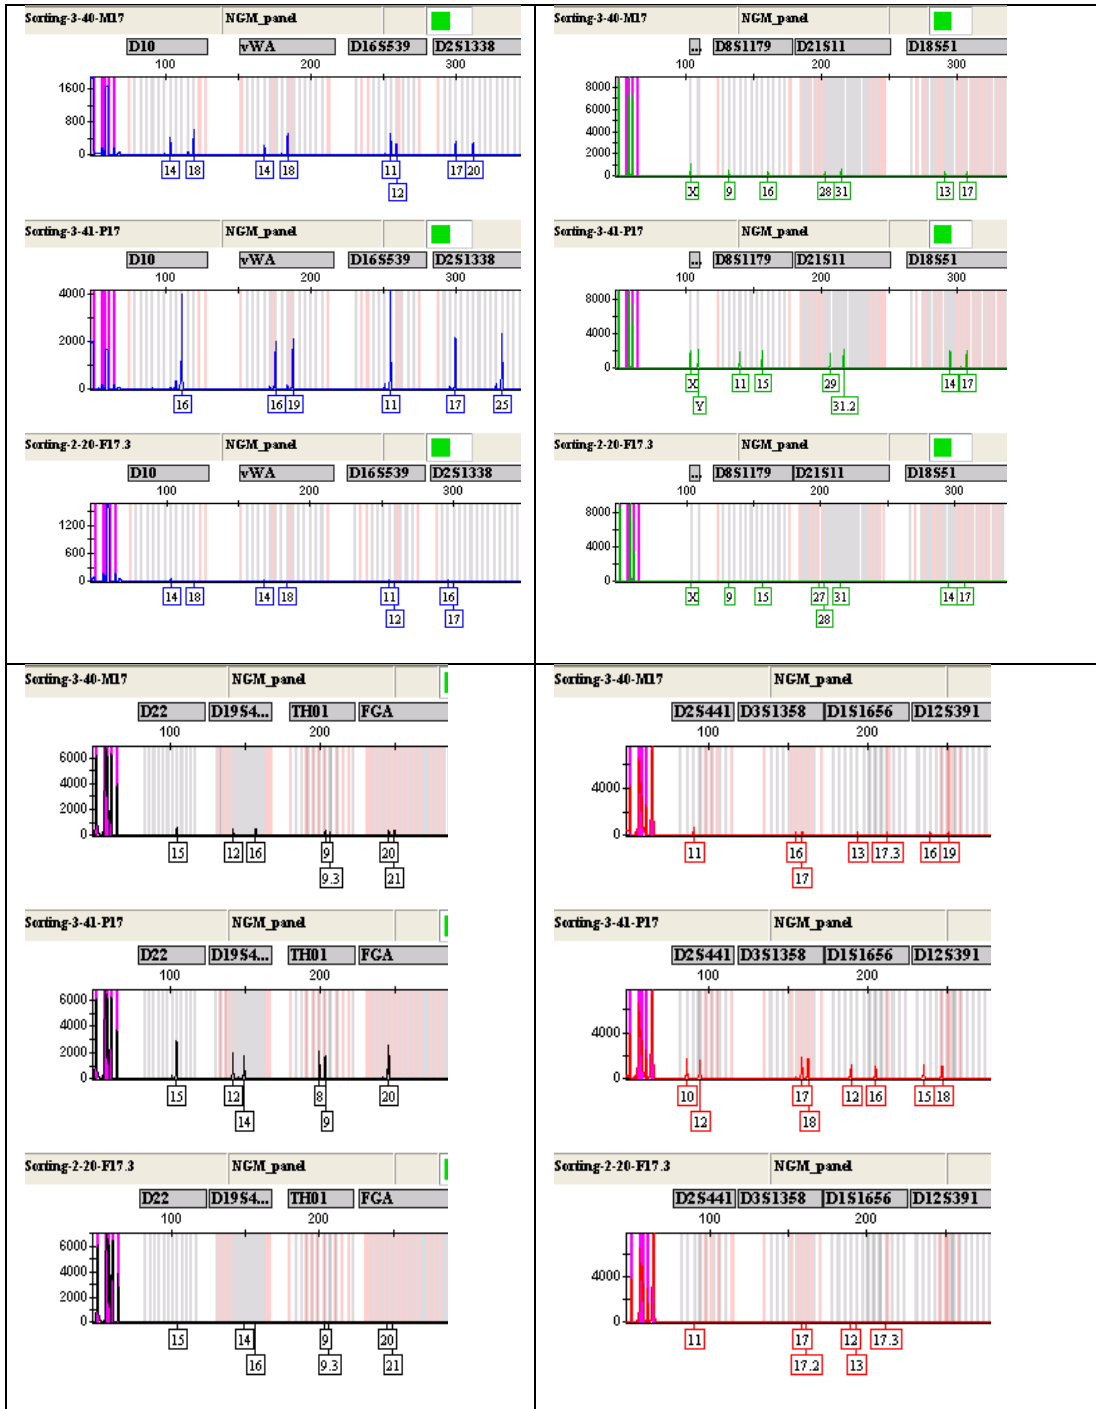 Sorting-3-40-M17 NGM_panel
D10 vWA D16S539 D2S1338
100 200 300
1600
800
0
14 18 14 18 11 17 20
12
Sorting-3-41-P17 NGM_panel
D10 vWA D16S539 D2S1338
100 200 300
4000
2000
0
16 16 19 11 17 25
Sorting-2-20-F17.3 NGM_panel
D10 vWA D16S539 D2S1338
100 200 300
1200
600
0
14 18 14 18 11 16
12 17
Sorting-3-40-M17 NGM_panel
... D8S1179 D21S11 D18S51
100 200 300
8000
6000
4000
2000
0
X 9 16 28 31 13 17
Sorting-3-41-P17 NGM_panel
... D8S1179 D21S11 D18S51
100 200 300
8000
4000
0
X 11 15 29 14 17
Y 31.2
Sorting-2-20-F17.3 NGM_panel
... D8S1179 D21S11 D18S51
100 200 300
8000
4000
0
X 9 15 27 31 14 17
28
Sorting-3-40-M17 NGM_panel
D22 D19S4... TH01 FGA
100 200
6000
4000
2000
0
15 12 16 9 20
9.3 21
Sorting-3-41-P17 NGM_panel
D22 D19S4... TH01 FGA
100 200
6000
4000
2000
0
15 12 8 20
14 9
Sorting-2-20-F17.3 NGM_panel
D22 D19S4... TH01 FGA
100 200
6000
4000
2000
0
15 14 9 20
16 9.3 21
Sorting-3-40-M17 NGM_panel
D2S441 D3S1358 D1S1656 D12S391
100 200
4000
0
11 16 13 17.3 16 19
17
Sorting-3-41-P17 NGM_panel
D2S441 D3S1358 D1S1656 D12S391
100 200
4000
0
10 17 12 16 15 18
12 18
Sorting-2-20-F17.3 NGM_panel
D2S441 D3S1358 D1S1656 D12S391
100 200
4000
0
11 17 12 17.3
17.2 13